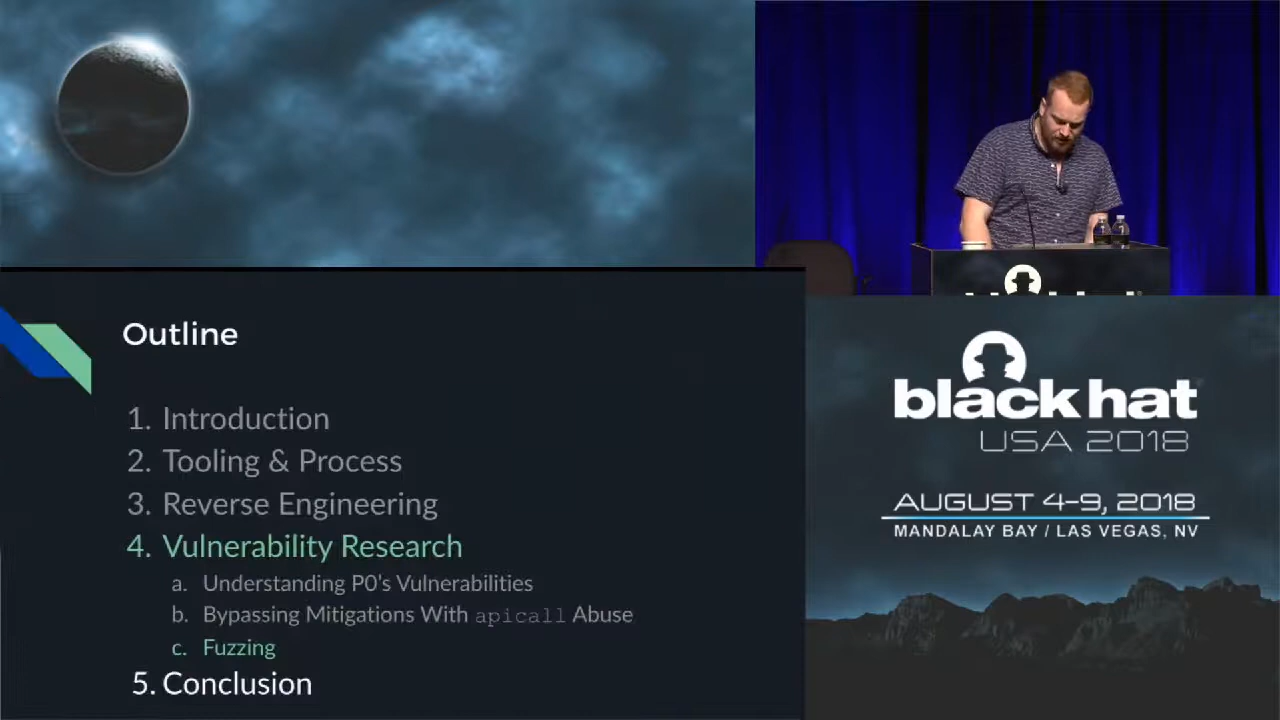 Outline
1. Introduction
2. Tooling & Process
3. Reverse Engineering
4. Vulnerability Research
a. Understanding P0's Vulnerabilities
b. Bypassing Mitigations With apicall Abuse
c. Fuzzing
5. Conclusion
black hat
USA 2018
AUGUST 4-9, 2018
MANDALAY BAY / LAS VEGAS, NV